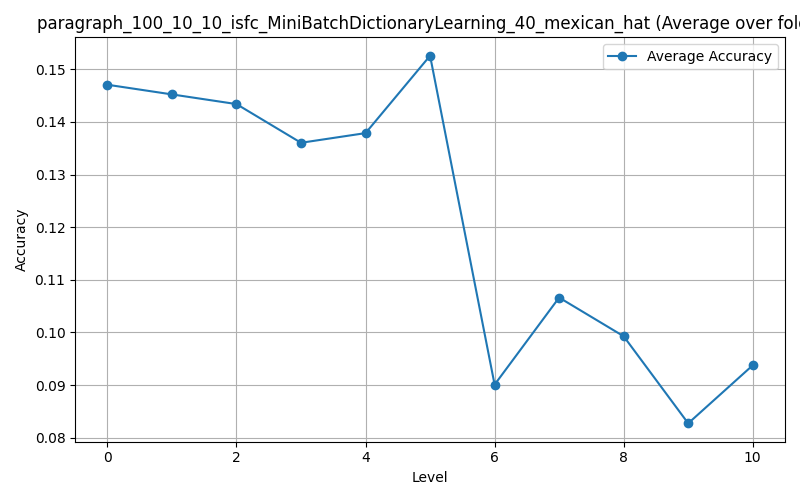 paragraph_100_10_10_isfc_MiniBatchDictionaryLearning_40_mexican_hat (Average over
Average Accuracy
0.15
0.14
0.13
0.12
0.11
0.10
0.09
0.08
Accuracy
0 2 4 6 8 10
Level